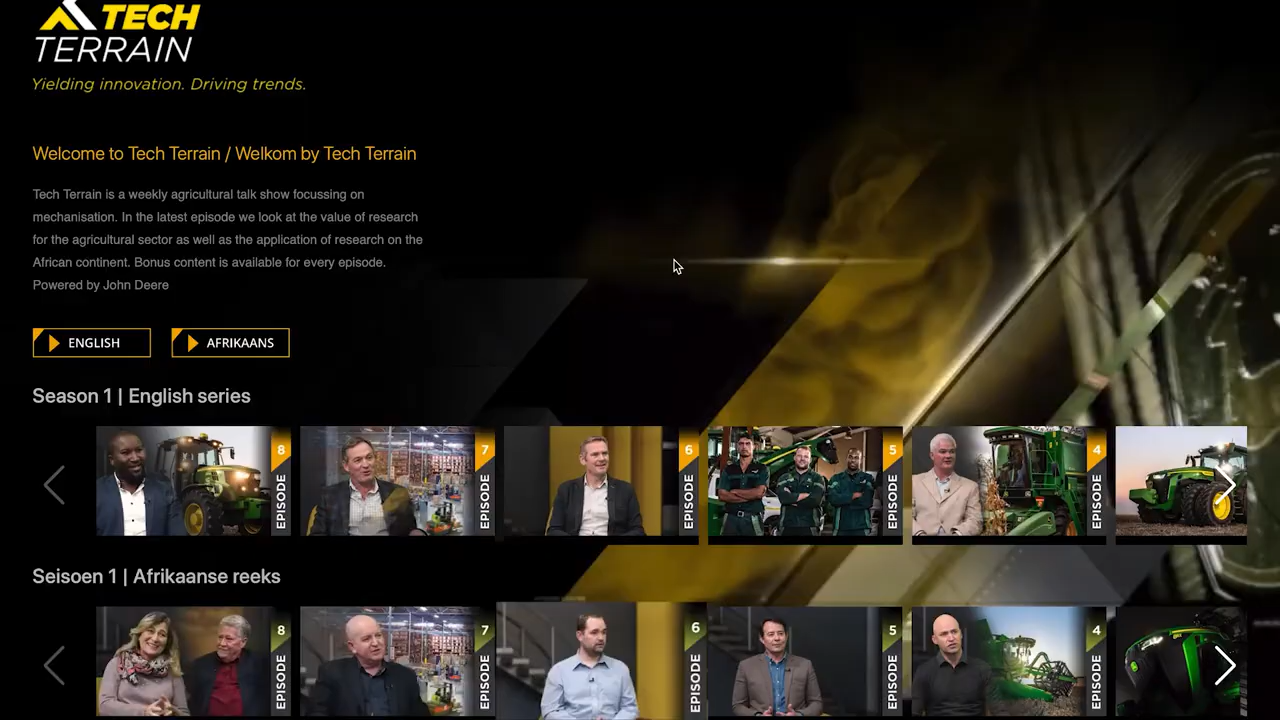 TECH
TERRAIN
Yielding innovation. Driving trends.
Welcome to Tech Terrain / Welkom by Tech Terrain
Tech Terrain is a weekly agricultural talk show focussing on
mechanisation. In the latest episode we look at the value of research
for the agricultural sector as well as the application of research on the
African continent. Bonus content is available for every episode.
Powered by John Deere
ENGLISH
AFRIKAANS
Season 1 | English series
8 EPISODE
7 EPISODE
6 EPISODE
5 EPISODE
4 EPISODE
Seisoen 1 | Afrikaanse reeks
8 EPISODE
7 EPISODE
6 EPISODE
5 EPISODE
4 EPISODE